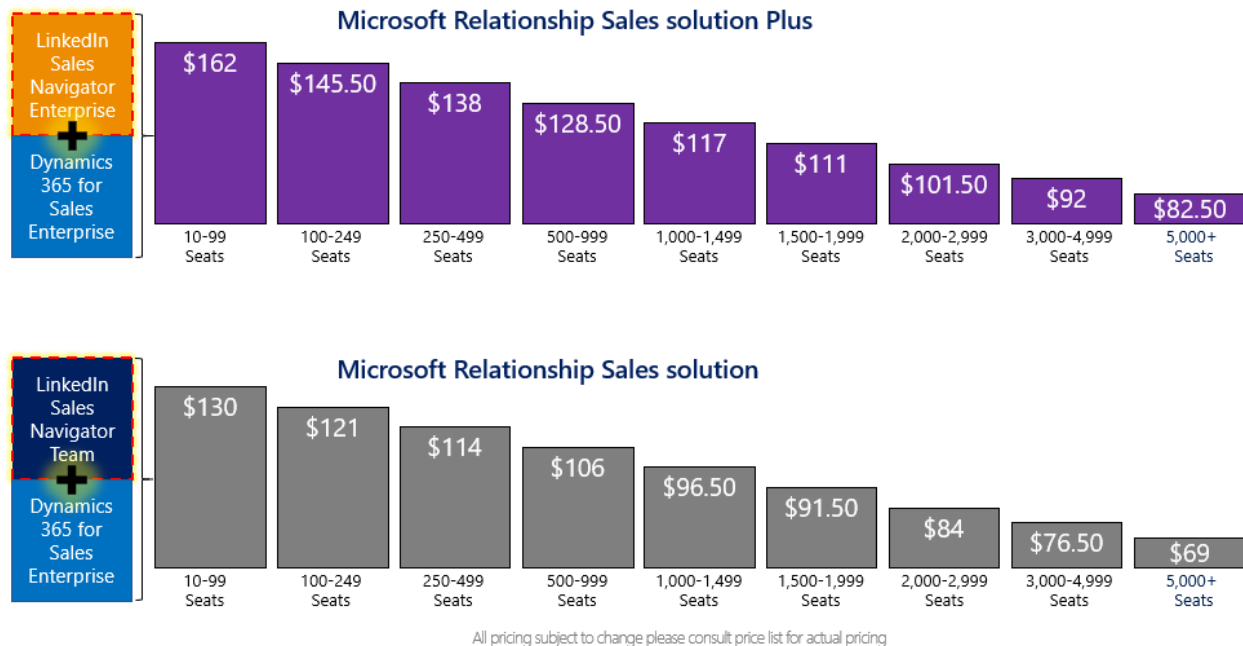 Microsoft Relationship Sales solution Plus
LinkedIn
Sales
Navigator
Enterprise
Dynamics
365 for
Sales
Enterprise
$162
$145.50
$138
$128.50
$117
$111
$101.50
$92
$82.50
10-99
Seats
100-249
Seats
250-499
Seats
500-999
Seats
1,000-1,499
Seats
1,500-1,999
Seats
2,000-2,999
Seats
3,000-4,999
Seats
5,000+
Seats
Microsoft Relationship Sales solution
LinkedIn
Sales
Navigator
Team
Dynamics
365 for
Sales
Enterprise
$130
$121
$114
$106
$96.50
$91.50
$84
$76.50
$69
10-99
Seats
100-249
Seats
250-499
Seats
500-999
Seats
1,000-1,499
Seats
1,500-1,999
Seats
2,000-2,999
Seats
3,000-4,999
Seats
5,000+
Seats
All pricing subject to change please consult price list for actual pricing